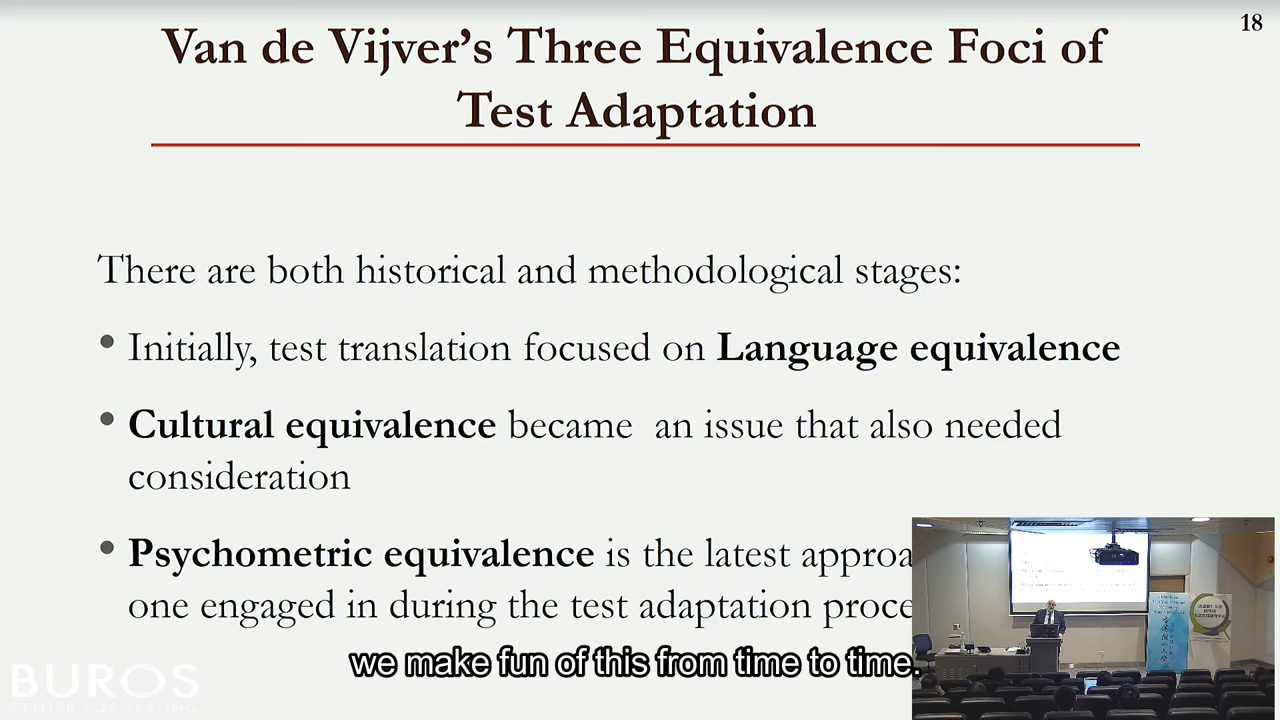 18
Van de Vijver’s Three Equivalence Foci of
Test Adaptation
There are both historical and methodological stages:
• Initially, test translation focused on Language equivalence
• Cultural equivalence became an issue that also needed
consideration
• Psychometric equivalence is the latest approa
one engaged in during the test adaptation proce
we make fun of this from time to time.
BUROS
CENTER FOR TESTING